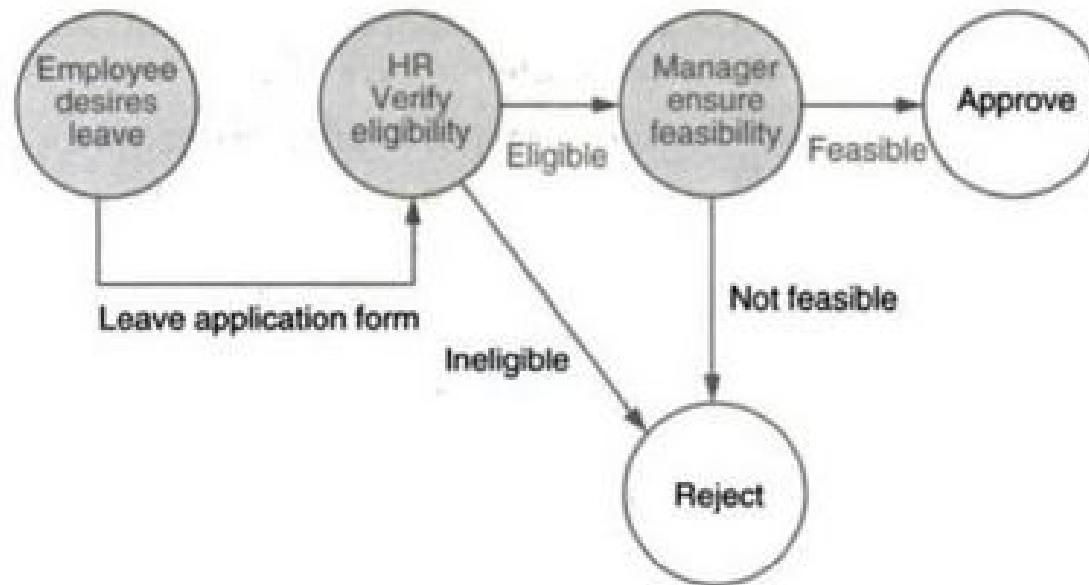 Employee
desires
leave
HR
Verify
eligibility
Eligible
Manager
ensure
feasibility
Feasible
Approve
Leave application form
Ineligible
Not feasible
Reject